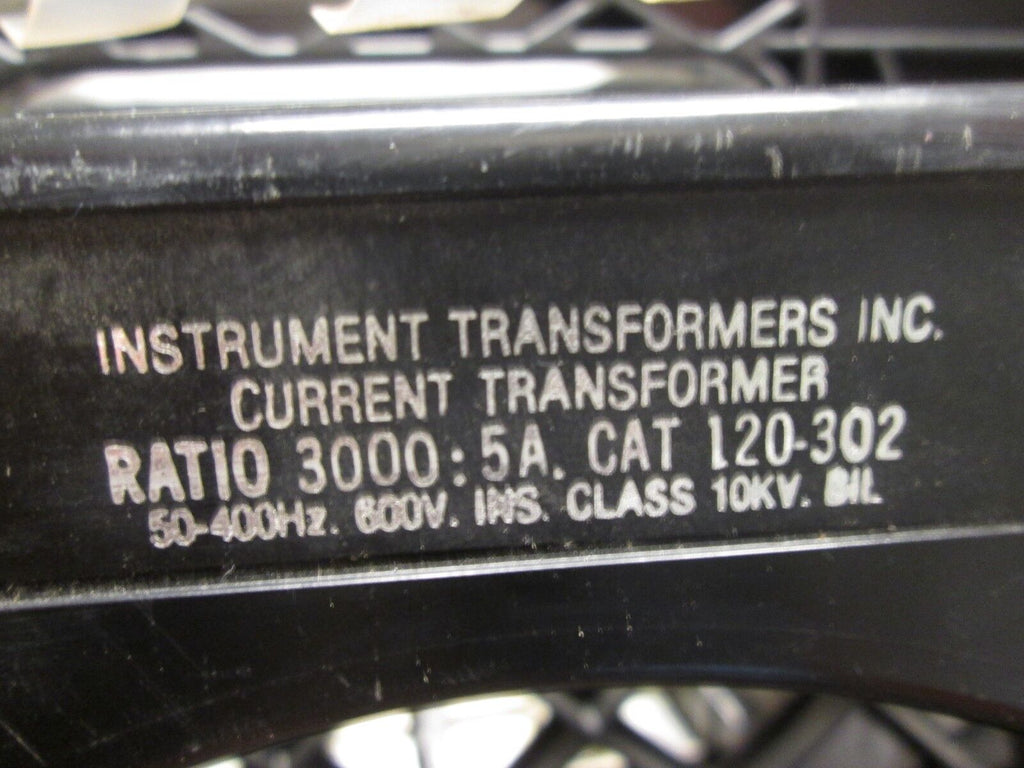 INSTRUMENT TRANSFORMERS INC.
CURRENT TRANSFORMER
RATIO 3000:5A. CAT 120-302
50-400Hz. 600V. INS. CLASS 10KV. BIL